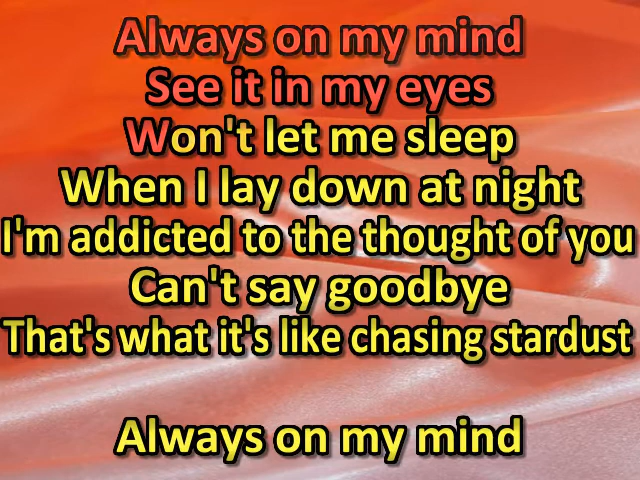 Always on my mind
See it in my eyes
Won't let me sleep
When I lay down at night
I'm addicted to the thought of you
Can't say goodbye
That's what it's like chasing stardust
Always on my mind